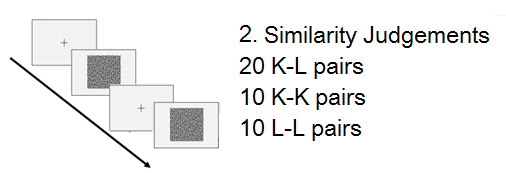 2. Similarity Judgements
20 K-L pairs
10 K-K pairs
10 L-L pairs